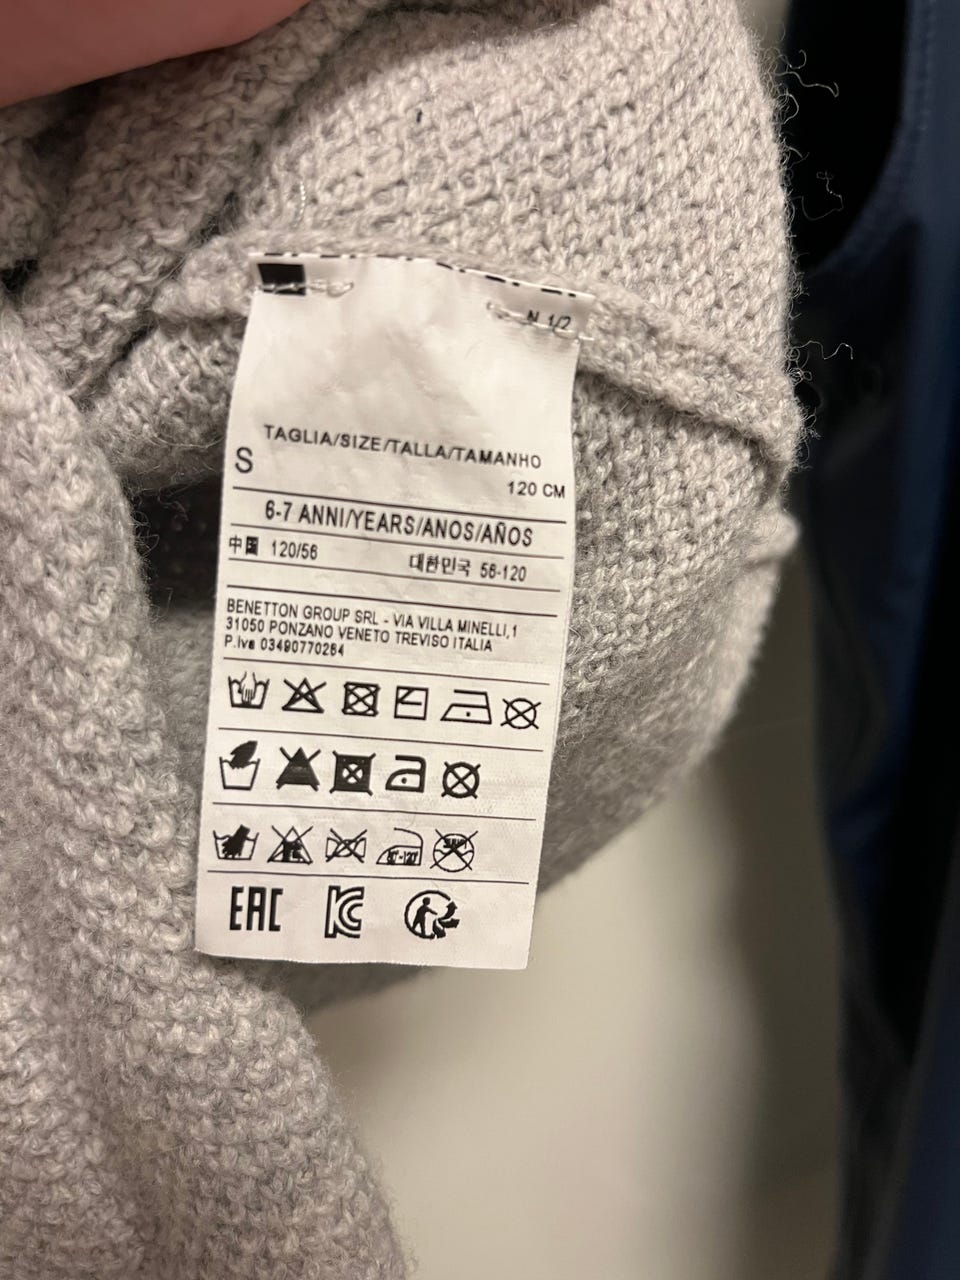 N 1/2
TAGLIA/SIZE/TALLA/TAMANHO
S
120 CM
6-7 ANNI/YEARS/ANOS/AÑOS
中国 120/56 대한민국 56-120
BENETTON GROUP SRL - VIA VILLA MINELLI,1
31050 PONZANO VENETO TREVISO ITALIA
P.Iva 03490770264
EAC KC